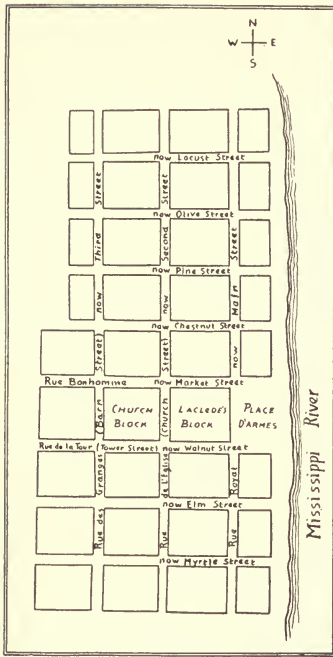 N
W E
S
now Locust Street
Street
Street
now Olive Street
Third
Second
Street
now Pine Street
now
now
Main
now Chestnut Street
Street)
Street)
now
Rue Bonhomme now Market Street
(Barn
CHURCH
BLOCK
(Church
LACLEDE'S
BLOCK
PLACE
D'ARMES
Rue de la Tour (Tower Street) now Walnut Street
Granges
de L'Eglise
Royal
now Elm Street
Rue des
Rue
Rue
now Myrtle Street
Mississippi River